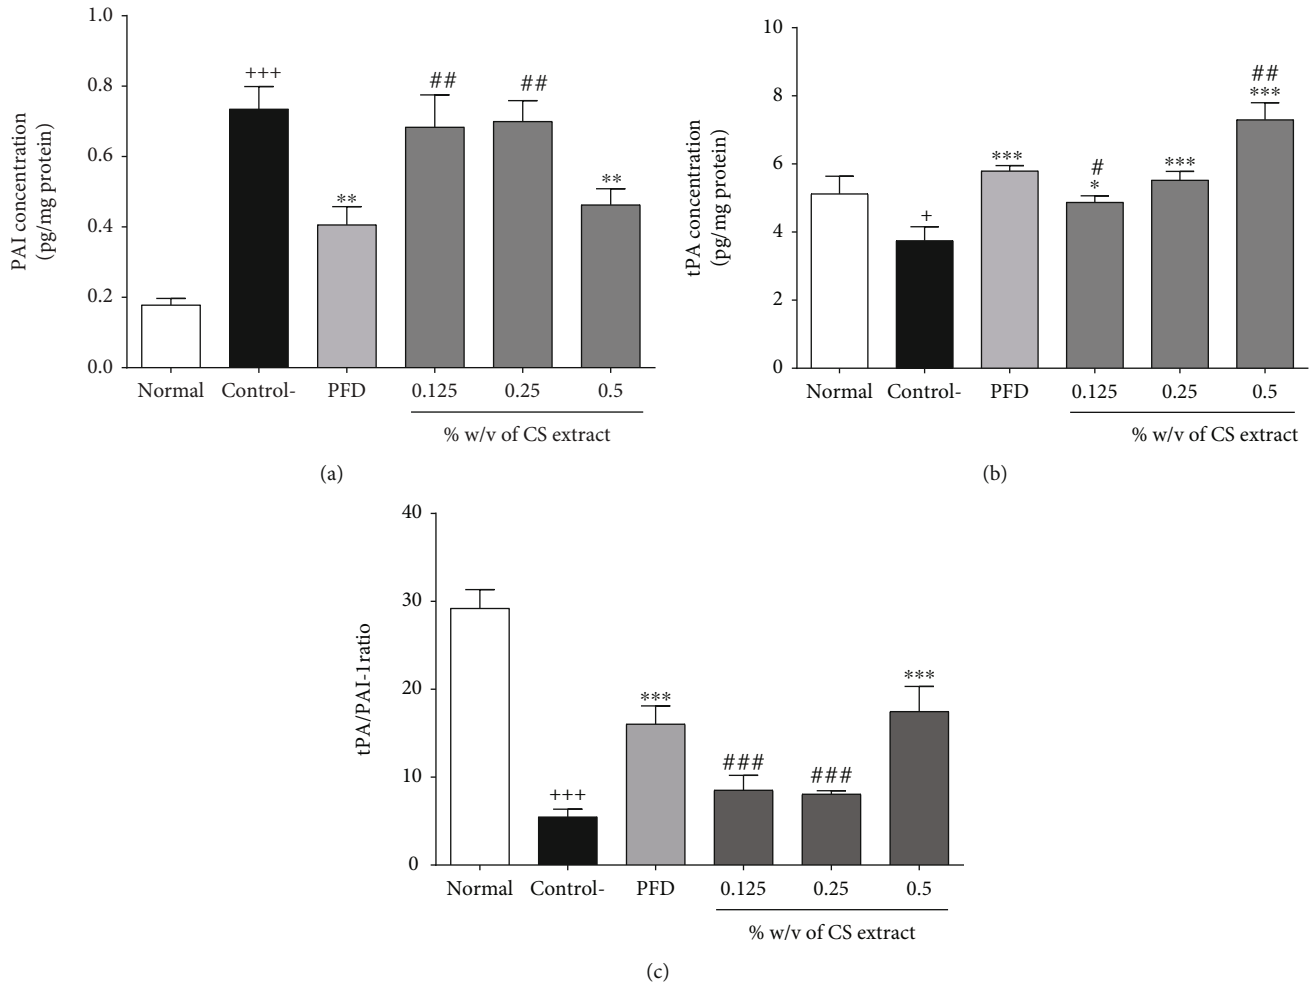 PAI concentration
(pg/mg protein)
1.0
0.8
0.6
0.4
0.2
0.0
+++
**
##
##
**
Normal Control- PFD 0.125 0.25 0.5
% w/v of CS extract
(a)
tPA concentration
(pg/mg protein)
10
8
6
4
2
0
+
***
#
*
***
##
***
Normal Control- PFD 0.125 0.25 0.5
% w/v of CS extract
(b)
tPA/PAI-1ratio
40
30
20
10
0
+++
***
###
###
***
Normal Control- PFD 0.125 0.25 0.5
% w/v of CS extract
(c)